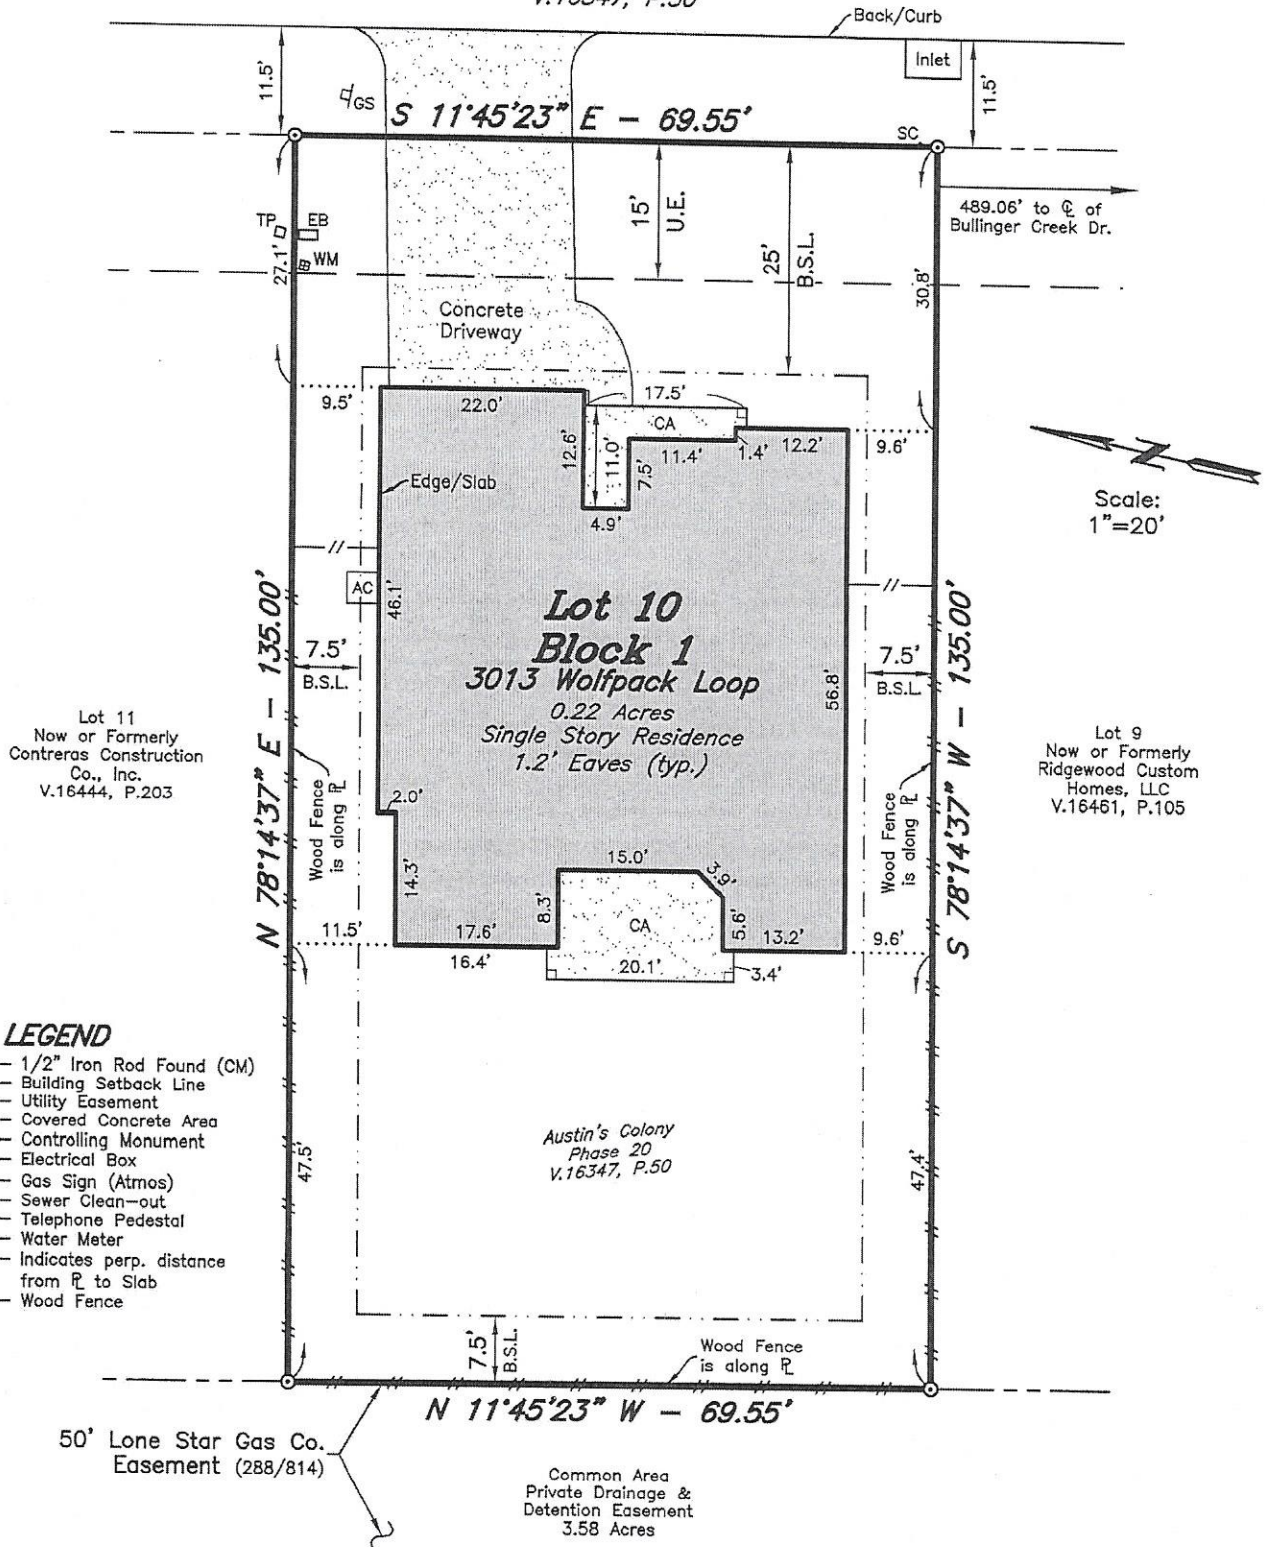 V.16347, P.50
Back/Curb
Inlet
11.5'
11.5'
GS
S 11°45'23" E - 69.55'
SC
15'
U.E.
25'
B.S.L.
489.06' to ℄ of
Bullinger Creek Dr.
TP
EB
WM
27.1'
30.8'
Concrete
Driveway
9.5'
22.0'
17.5'
CA
12.6'
11.0'
7.5'
11.4'
1.4'
12.2'
9.6'
4.9'
Edge/Slab
N
Scale:
1"=20'
AC
46.1'
Lot 10
Block 1
3013 Wolfpack Loop
0.22 Acres
Single Story Residence
1.2' Eaves (typ.)
56.8'
7.5'
B.S.L.
7.5'
B.S.L.
N 78°14'37" E - 135.00'
S 78°14'37" W - 135.00'
Lot 11
Now or Formerly
Contreras Construction
Co., Inc.
V.16444, P.203
Lot 9
Now or Formerly
Ridgewood Custom
Homes, LLC
V.16461, P.105
Wood Fence
is along ℙL
Wood Fence
is along ℙL
2.0'
14.3'
15.0'
3.9'
8.3'
CA
5.6'
11.5'
17.6'
13.2'
9.6'
16.4'
20.1'
3.4'
LEGEND
- 1/2" Iron Rod Found (CM)
- Building Setback Line
- Utility Easement
- Covered Concrete Area
- Controlling Monument
- Electrical Box
- Gas Sign (Atmos)
- Sewer Clean-out
- Telephone Pedestal
- Water Meter
- Indicates perp. distance
from ℙL to Slab
- Wood Fence
47.5'
47.4'
Austin's Colony
Phase 20
V.16347, P.50
7.5'
B.S.L.
Wood Fence
is along ℙL
N 11°45'23" W - 69.55'
50' Lone Star Gas Co.
Easement (288/814)
Common Area
Private Drainage &
Detention Easement
3.58 Acres